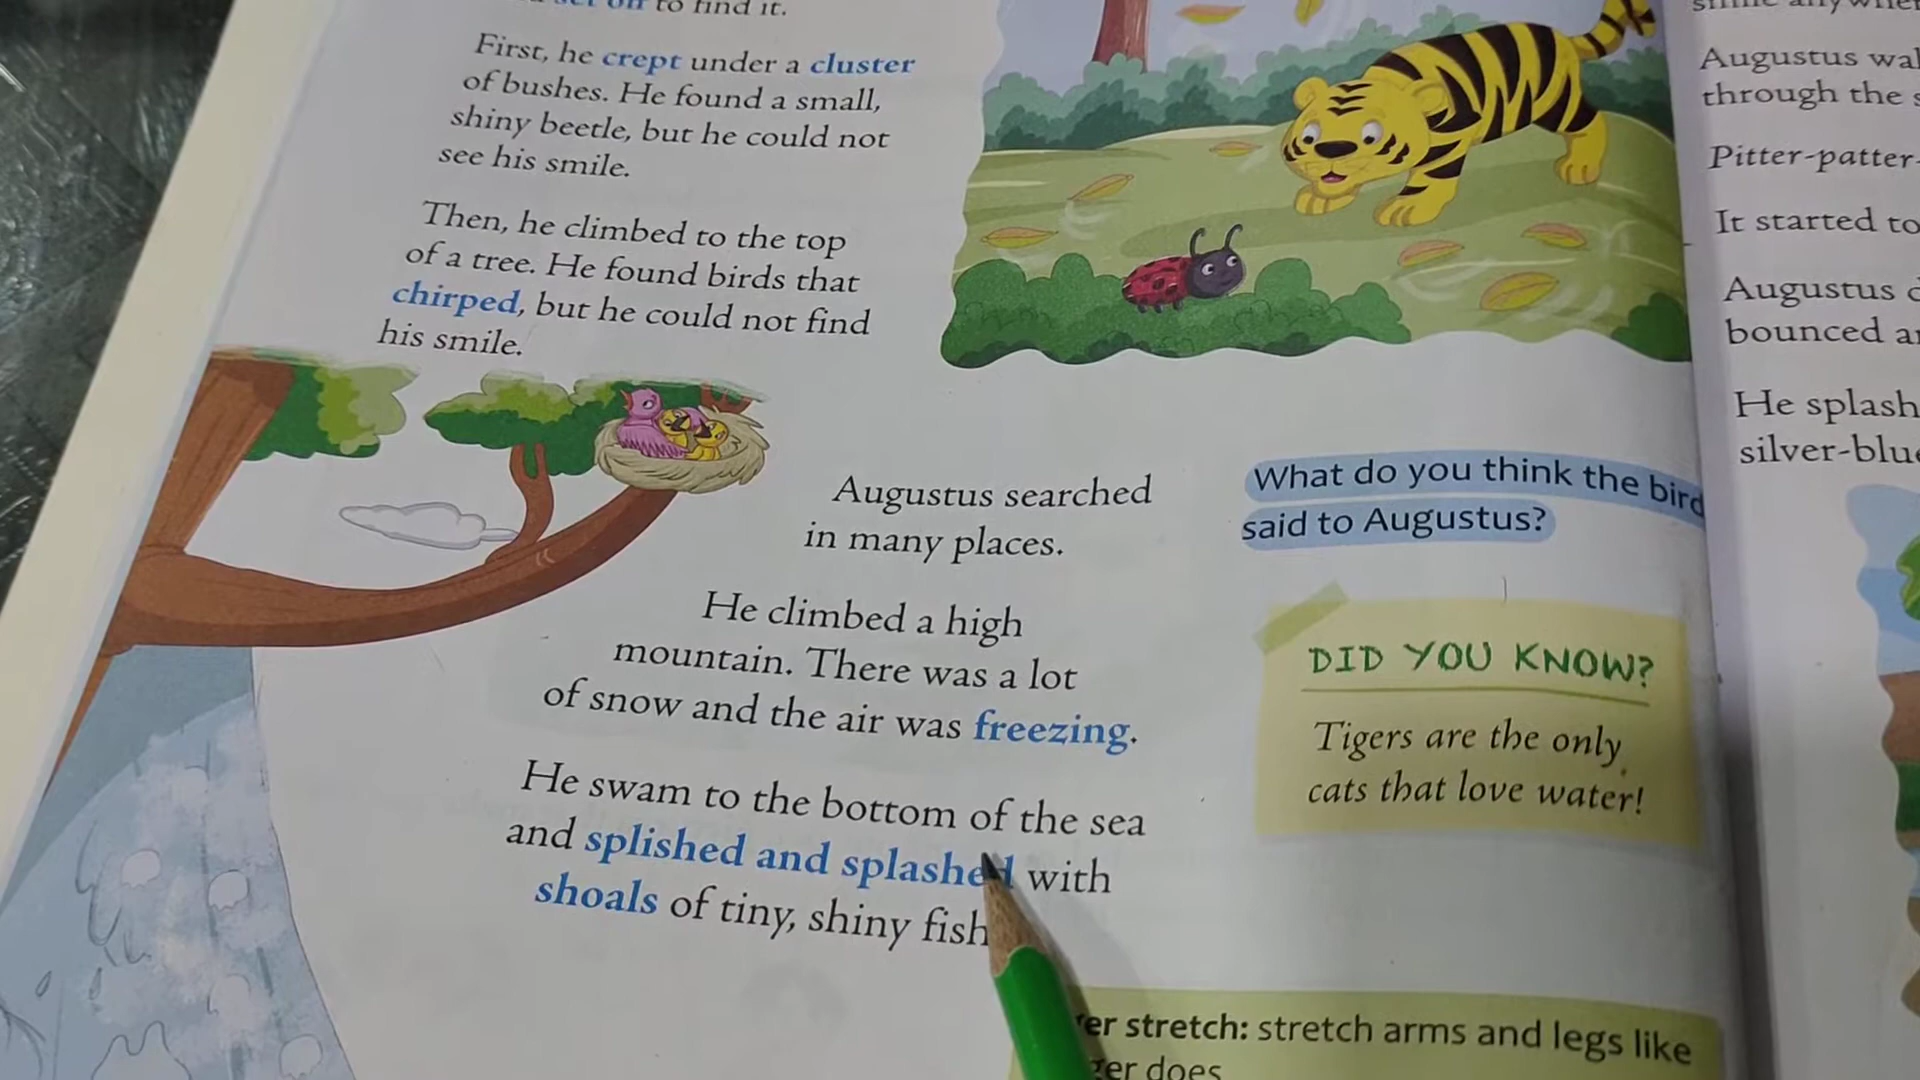 set off to find it.
First, he crept under a cluster
of bushes. He found a small,
shiny beetle, but he could not
see his smile.
Then, he climbed to the top
of a tree. He found birds that
chirped, but he could not find
his smile.
Augustus searched
in many places.
He climbed a high
mountain. There was a lot
of snow and the air was freezing.
He swam to the bottom of the sea
and splished and splashed with
shoals of tiny, shiny fish
What do you think the bird
said to Augustus?
DID YOU KNOW?
Tigers are the only
cats that love water!
stretch: stretch arms and legs like
does
Augustus
through the
Pitter-patter-
It started to
Augustus
bounced
He splash
silver-blue